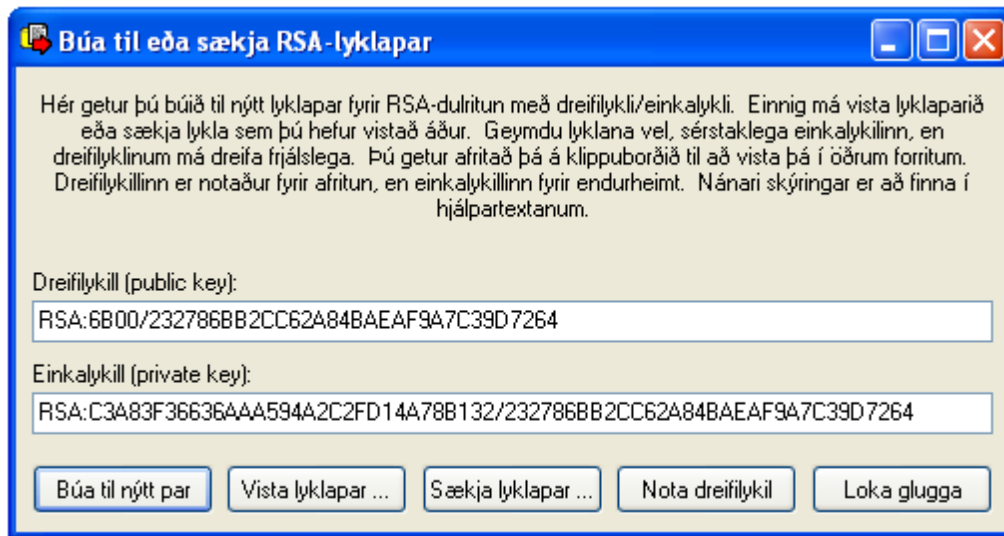 Búa til eða sækja RSA-lyklapar
Hér getur þú búið til nýtt lyklapar fyrir RSA-dulritun með dreifilykli/einkalykli. Einnig má vista lyklaparið
eða sækja lykla sem þú hefur vistað áður. Geymdu lyklana vel, sérstaklega einkalykilinn, en
dreifilyklinum má dreifa frjálslega. Þú getur afritað þá á klippuborðið til að vista þá í öðrum forritum.
Dreifilykillinn er notaður fyrir afritun, en einkalykillinn fyrir endurheimt. Nánari skýringar er að finna í
hjálpartextanum.
Dreifilykill (public key):
RSA:6B00/232786BB2CC62A84BAEAF9A7C39D7264
Einkalykill (private key):
RSA:C3A83F36636AAA594A2C2FD14A78B132/232786BB2CC62A84BAEAF9A7C39D7264
Búa til nýtt par
Vista lyklapar ...
Sækja lyklapar ...
Nota dreifilykil
Loka glugga